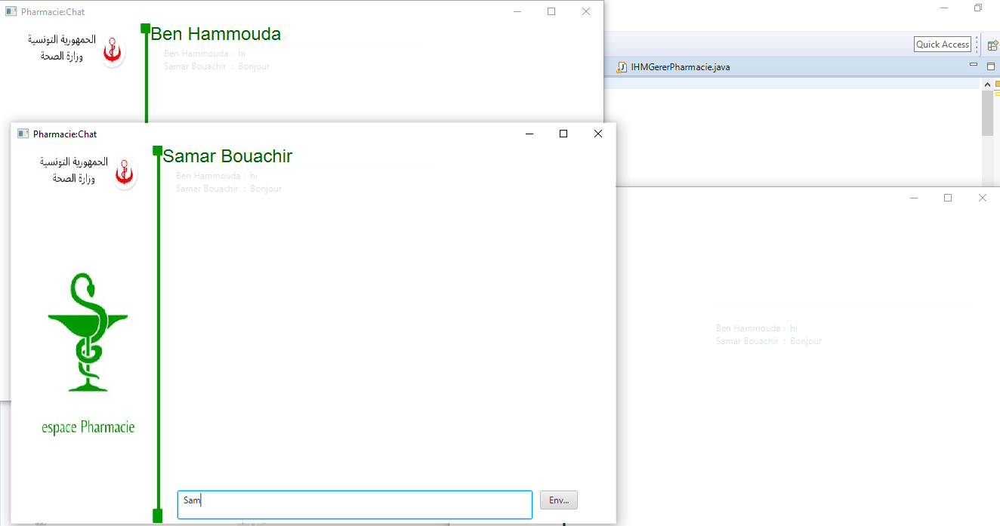 Pharmacie:Chat
الجمهورية التونسية
وزارة الصحة
Ben Hammouda
Ben Hammouda : hi
Samar Bouachir : Bonjour
Quick Access
IHMGererPharmacie.java
Pharmacie:Chat
الجمهورية التونسية
وزارة الصحة
Samar Bouachir
Ben Hammouda : hi
Samar Bouachir : Bonjour
espace Pharmacie
Sam
Env...
Ben Hammouda : hi
Samar Bouachir : Bonjour